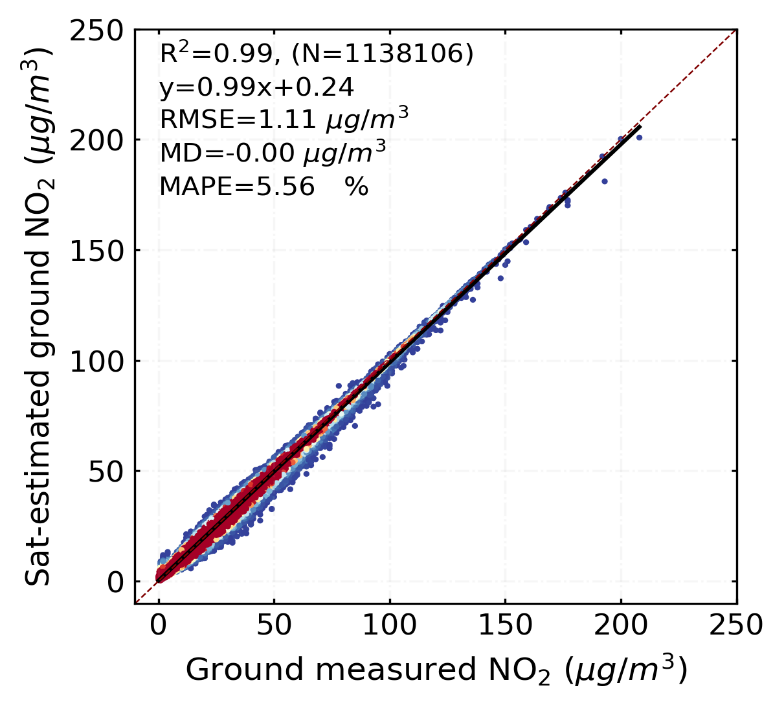 250
200
150
100
50
0
Sat-estimated ground NO₂ (μg/m³)
R²=0.99, (N=1138106)
y=0.99x+0.24
RMSE=1.11 μg/m³
MD=-0.00 μg/m³
MAPE=5.56 %
0 50 100 150 200 250
Ground measured NO₂ (μg/m³)